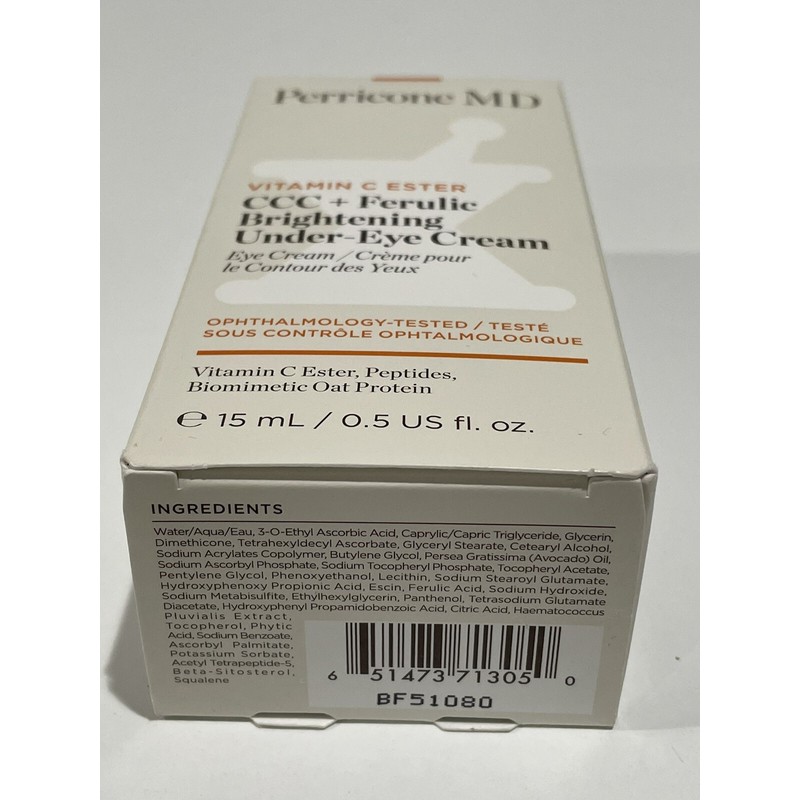 Perricone MD
VITAMIN C ESTER
CCC + Ferulic
Brightening
Under-Eye Cream
Eye Cream / Crème pour
le Contour des Yeux
OPHTHALMOLOGY-TESTED / TESTÉ
SOUS CONTRÔLE OPHTALMOLOGIQUE
Vitamin C Ester, Peptides,
Biomimetic Oat Protein
℮ 15 mL / 0.5 US fl. oz.
INGREDIENTS
Water/Aqua/Eau, 3-O-Ethyl Ascorbic Acid, Caprylic/Capric Triglyceride, Glycerin,
Dimethicone, Tetrahexyldecyl Ascorbate, Glyceryl Stearate, Cetearyl Alcohol,
Sodium Acrylates Copolymer, Butylene Glycol, Persea Gratissima (Avocado) Oil,
Sodium Ascorbyl Phosphate, Sodium Tocopheryl Phosphate, Tocopheryl Acetate,
Pentylene Glycol, Phenoxyethanol, Lecithin, Sodium Stearoyl Glutamate,
Hydroxyphenoxy Propionic Acid, Escin, Ferulic Acid, Sodium Hydroxide,
Sodium Metabisulfite, Ethylhexylglycerin, Panthenol, Tetrasodium Glutamate
Diacetate, Hydroxyphenyl Propamidobenzoic Acid, Citric Acid, Haematococcus
Pluvialis Extract,
Tocopherol, Phytic
Acid, Sodium Benzoate,
Ascorbyl Palmitate,
Potassium Sorbate,
Acetyl Tetrapeptide-5,
Beta-Sitosterol,
Squalene
6 51473 71305 0
BF51080